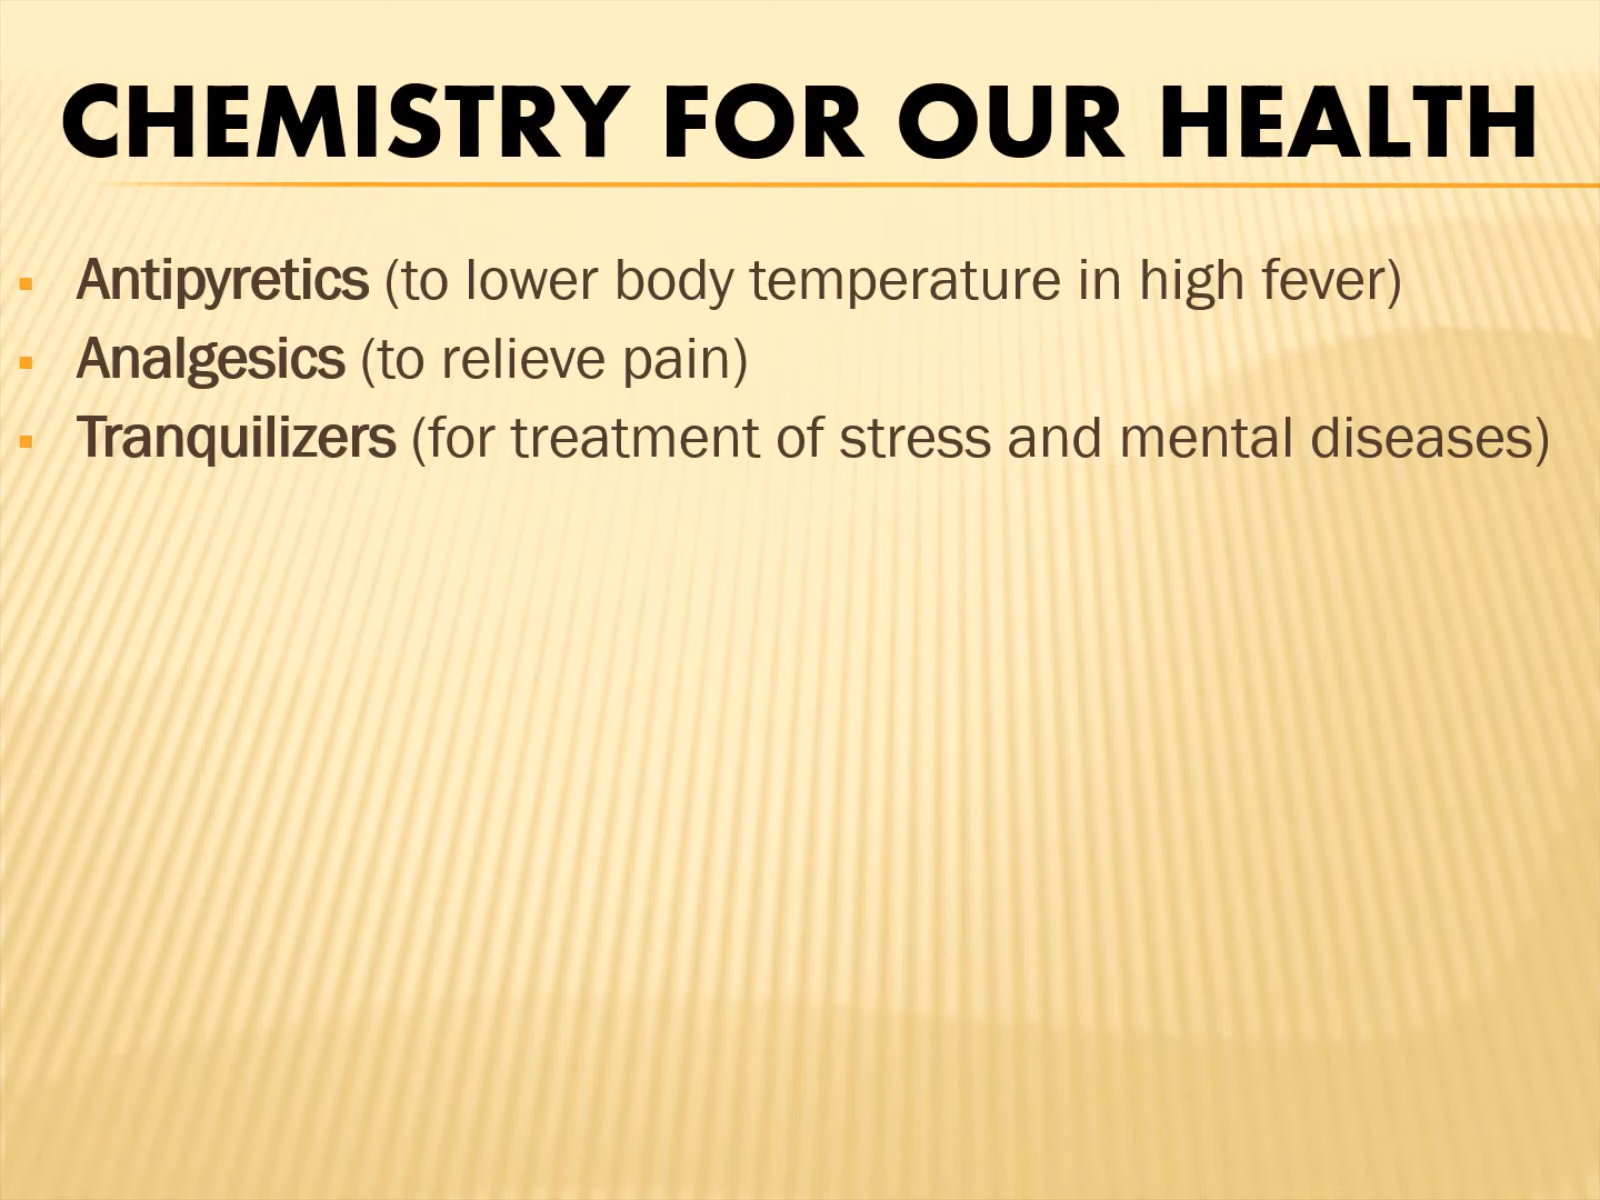 CHEMISTRY FOR OUR HEALTH
▪ Antipyretics (to lower body temperature in high fever)
▪ Analgesics (to relieve pain)
▪ Tranquilizers (for treatment of stress and mental diseases)